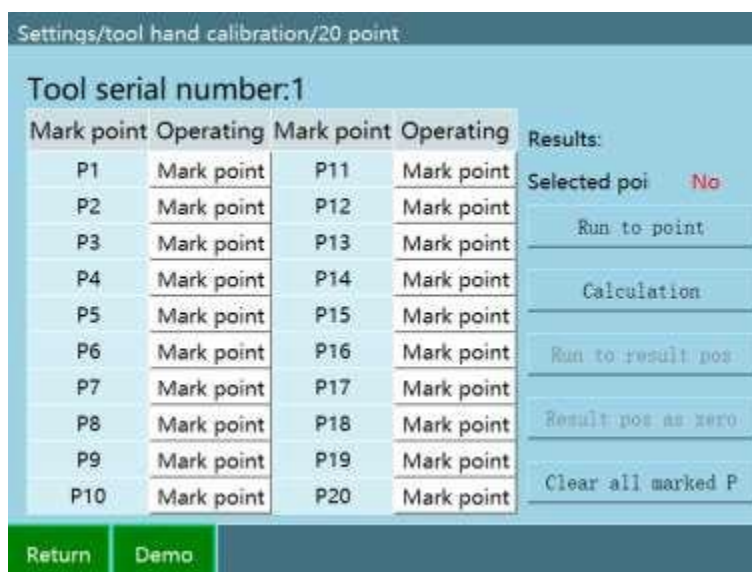 Settings/tool hand calibration/20 point
Tool serial number:1
Mark point Operating Mark point Operating
P1 Mark point P11 Mark point
P2 Mark point P12 Mark point
P3 Mark point P13 Mark point
P4 Mark point P14 Mark point
P5 Mark point P15 Mark point
P6 Mark point P16 Mark point
P7 Mark point P17 Mark point
P8 Mark point P18 Mark point
P9 Mark point P19 Mark point
P10 Mark point P20 Mark point
Results:
Selected poi No
Run to point
Calculation
Run to result pos
Result pos as zero
Clear all marked P
Return Demo